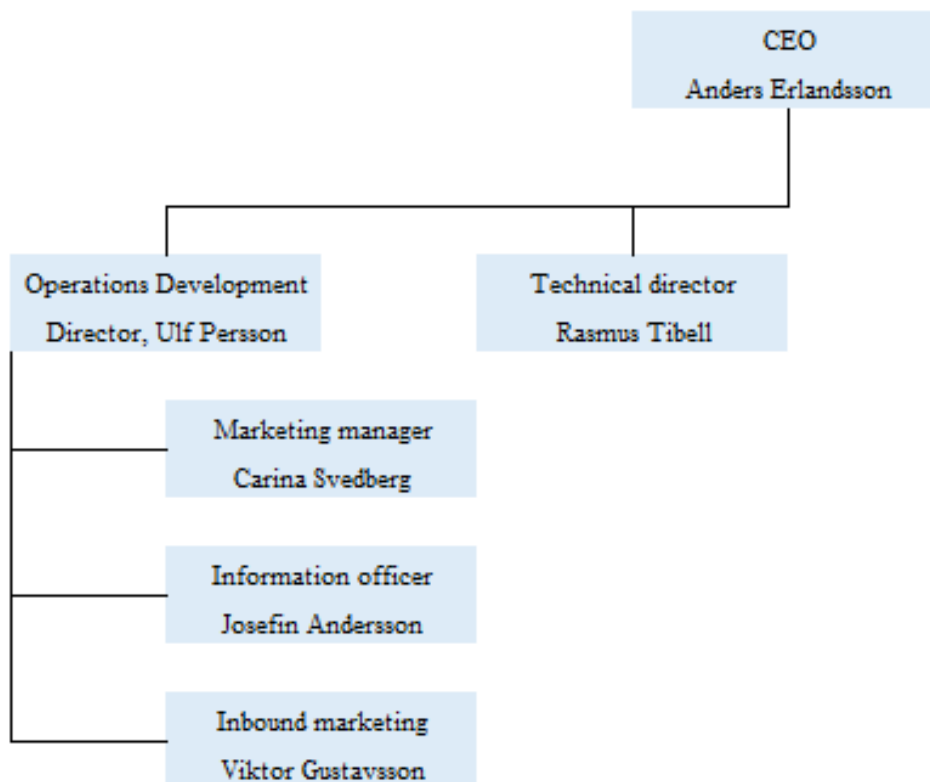 CEO
Anders Erlandsson
Operations Development
Director, Ulf Persson
Technical director
Rasmus Tibell
Marketing manager
Carina Svedberg
Information officer
Josefin Andersson
Inbound marketing
Viktor Gustavsson